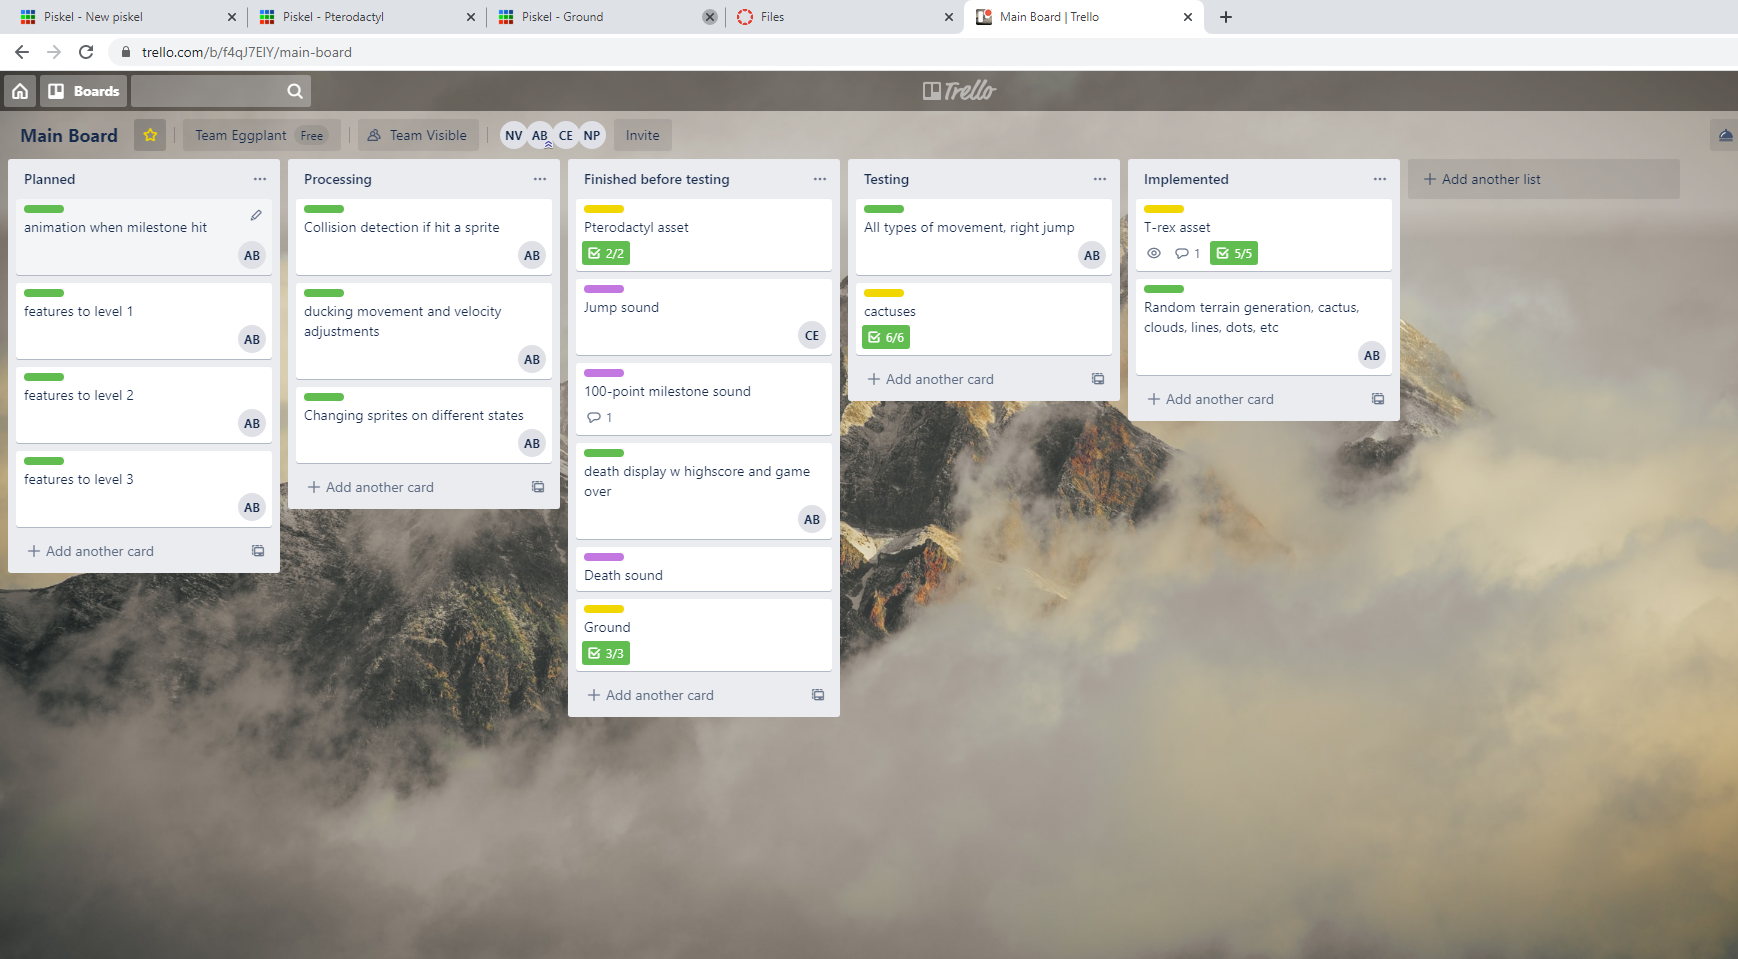 Piskel - New piskel
Piskel - Pterodactyl
Piskel - Ground
Files
Main Board | Trello
trello.com/b/f4qJ7EIY/main-board
Boards
Trello
Main Board
Team Eggplant Free
Team Visible
NV AB CE NP
Invite
Planned
animation when milestone hit
AB
features to level 1
AB
features to level 2
AB
features to level 3
AB
Add another card
Processing
Collision detection if hit a sprite
AB
ducking movement and velocity
adjustments
AB
Changing sprites on different states
AB
Add another card
Finished before testing
Pterodactyl asset
2/2
Jump sound
CE
100-point milestone sound
1
death display w highscore and game
over
AB
Death sound
Ground
3/3
Add another card
Testing
All types of movement, right jump
AB
cactuses
6/6
Add another card
Implemented
T-rex asset
1 5/5
Random terrain generation, cactus,
clouds, lines, dots, etc
AB
Add another card
Add another list